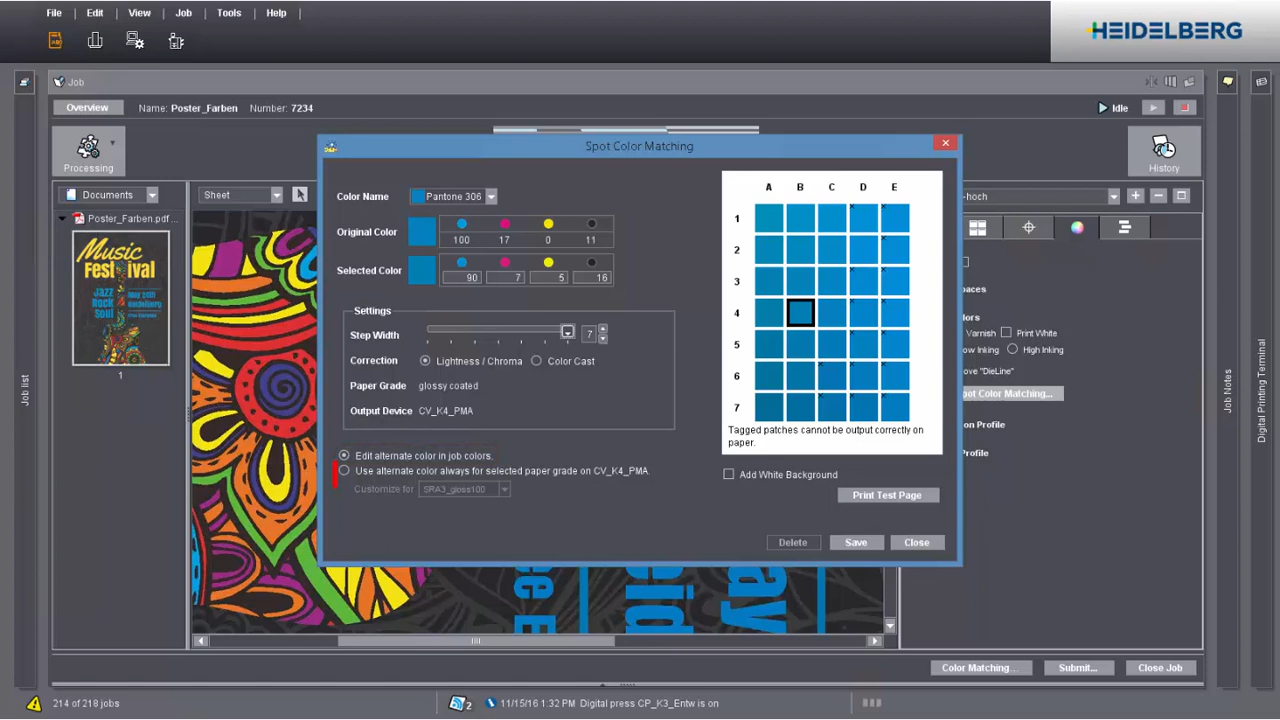 File Edit View Job Tools Help
HEIDELBERG
Job
Overview Name: Poster_Farben Number: 7234 Idle
Processing
History
Documents Sheet
-hoch
Poster_Farben.pdf...
Music
Festival
Jazz
Rock
Soul
1
Spot Color Matching
Color Name Pantone 306
Original Color 100 17 0 11
Selected Color 90 7 5 16
Settings
Step Width 7
Correction Lightness / Chroma Color Cast
Paper Grade glossy coated
Output Device CV_K4_PMA
Edit alternate color in job colors.
Use alternate color always for selected paper grade on CV_K4_PMA.
Customize for SRA3_gloss100
A B C D E
1
2
3
4
5
6
7
Tagged patches cannot be output correctly on
paper.
Add White Background
Print Test Page
Delete Save Close
paces
lors
Varnish Print White
ow Inking High Inking
ove "DieLine"
pot Color Matching...
on Profile
Profile
Job list
Job Notes
Digital Printing Terminal
Color Matching... Submit... Close Job
214 of 218 jobs
2 11/15/16 1:32 PM Digital press CP_K3_Entw is on